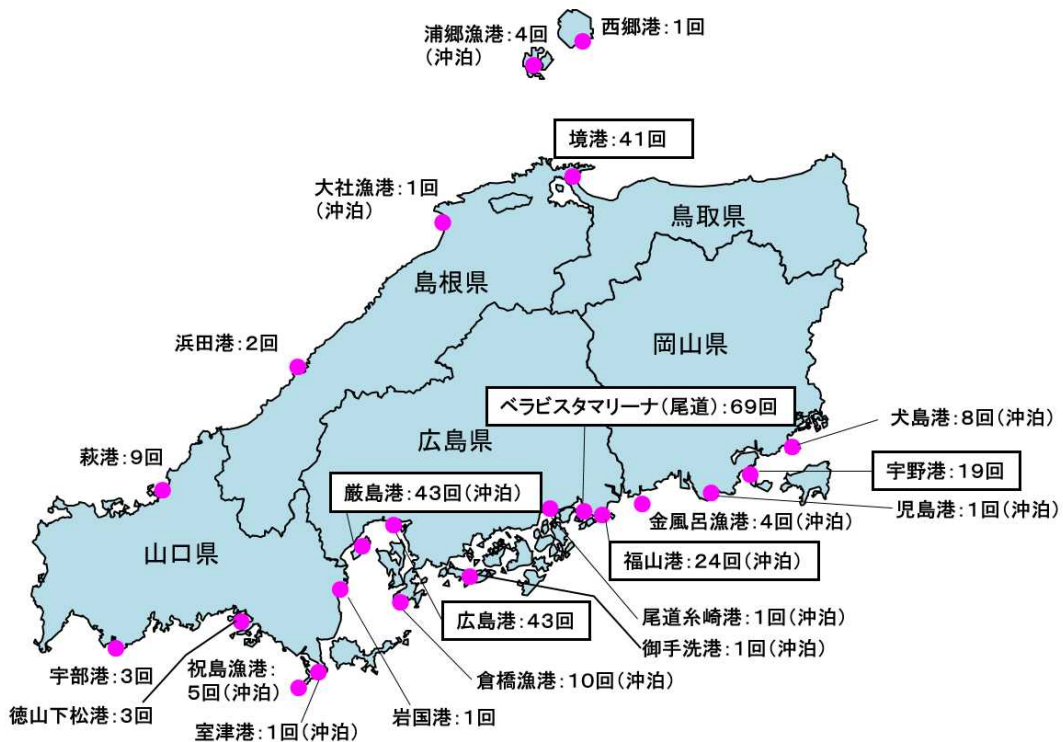 浦郷漁港：4回
(沖泊)
西郷港：1回
境港：41回
大社漁港：1回
(沖泊)
鳥取県
島根県
岡山県
浜田港：2回
ベラビスタマリーナ(尾道)：69回
犬島港：8回(沖泊)
広島県
萩港：9回
宇野港：19回
厳島港：43回(沖泊)
児島港：1回(沖泊)
金風呂漁港：4回(沖泊)
山口県
福山港：24回(沖泊)
尾道糸崎港：1回(沖泊)
広島港：43回
御手洗港：1回(沖泊)
宇部港：3回
祝島漁港：
5回(沖泊)
倉橋漁港：10回(沖泊)
徳山下松港：3回
岩国港：1回
室津港：1回(沖泊)